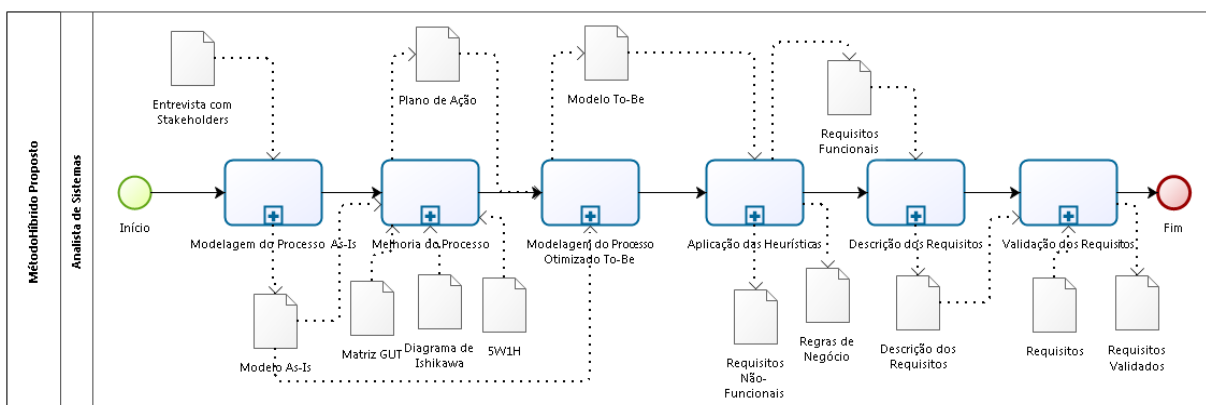 Método Hibrido Proposto
Analista de Sistemas
Entrevista com
Stakeholders
Plano de Ação
Modelo To-Be
Requisitos
Funcionais
Início
Modelagem do Processo As-Is
Melhoria do Processo
Modelagem do Processo
Otimizado To-Be
Aplicação das Heurísticas
Descrição dos Requisitos
Validação dos Requisitos
Fim
Modelo As-Is
Matriz GUT
Diagrama de
Ishikawa
5W1H
Requisitos
Não-
Funcionais
Regras de
Negócio
Descrição dos
Requisitos
Requisitos
Requisitos
Validados